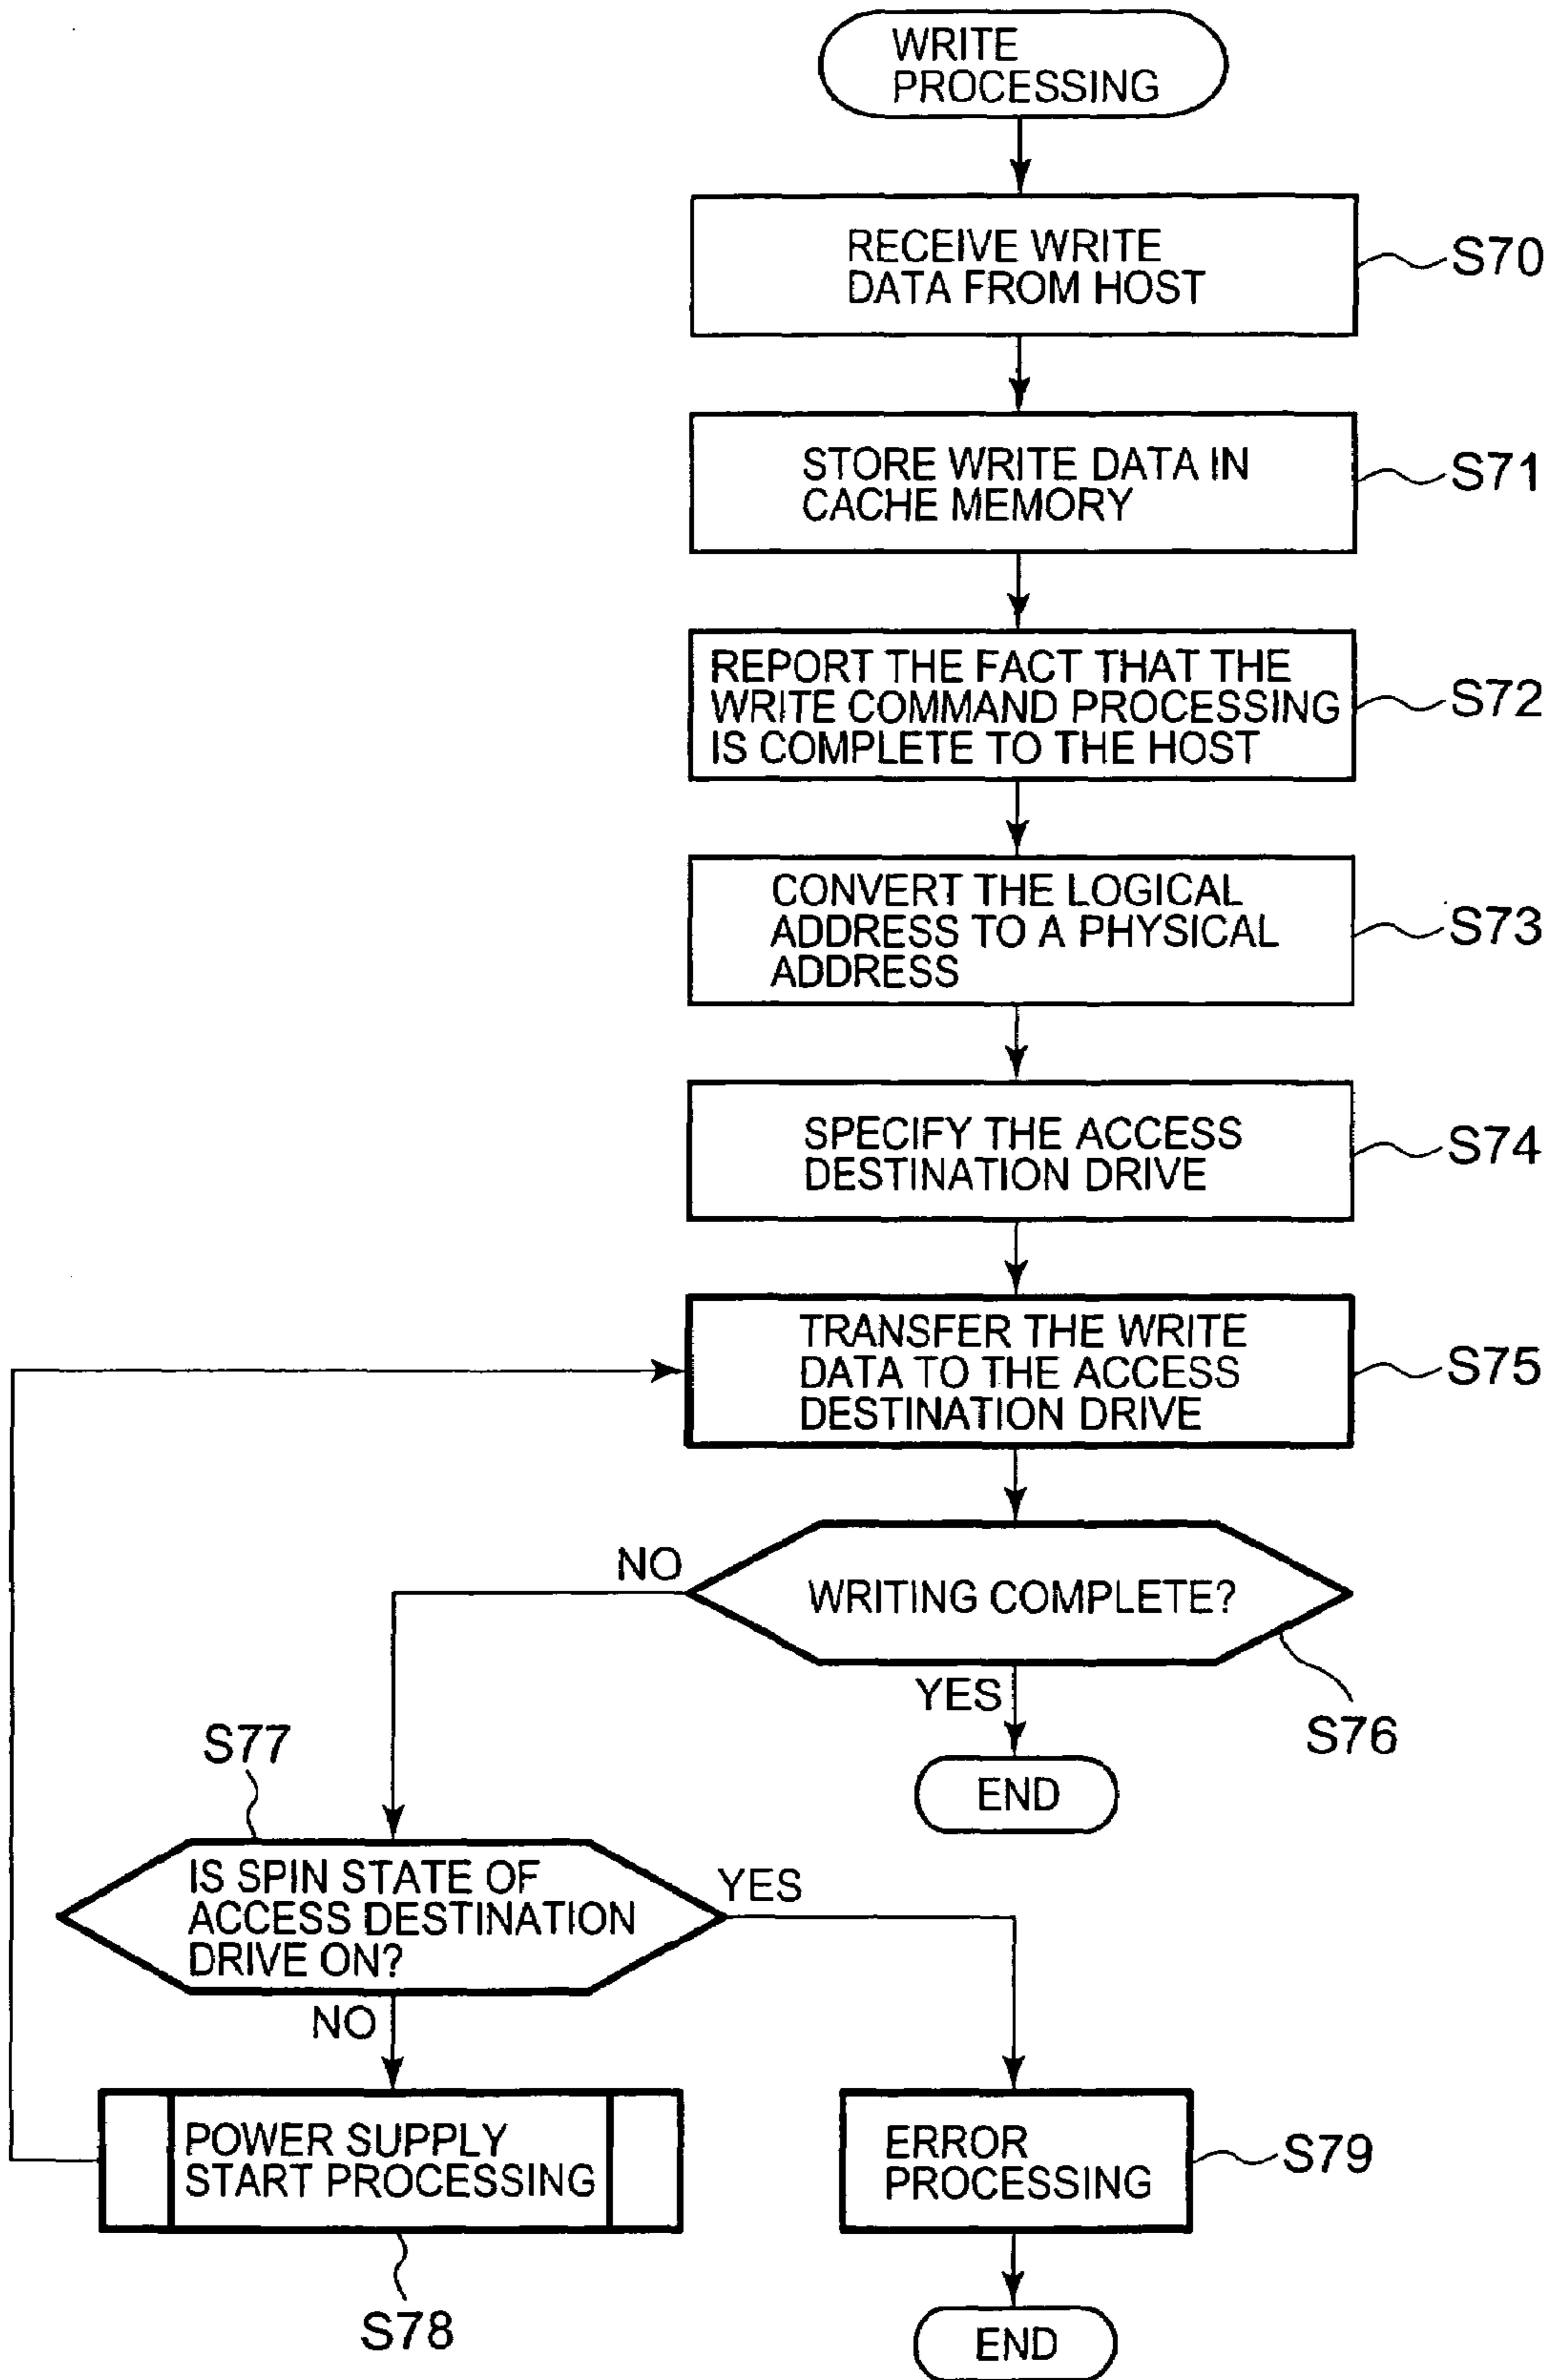 WRITE
PROCESSING
RECEIVE WRITE
DATA FROM HOST
S70
STORE WRITE DATA IN
CACHE MEMORY
S71
REPORT THE FACT THAT THE
WRITE COMMAND PROCESSING
IS COMPLETE TO THE HOST
S72
CONVERT THE LOGICAL
ADDRESS TO A PHYSICAL
ADDRESS
S73
SPECIFY THE ACCESS
DESTINATION DRIVE
S74
TRANSFER THE WRITE
DATA TO THE ACCESS
DESTINATION DRIVE
S75
NO
WRITING COMPLETE?
YES
S76
END
S77
IS SPIN STATE OF
ACCESS DESTINATION
DRIVE ON?
YES
NO
POWER SUPPLY
START PROCESSING
S78
ERROR
PROCESSING
S79
END